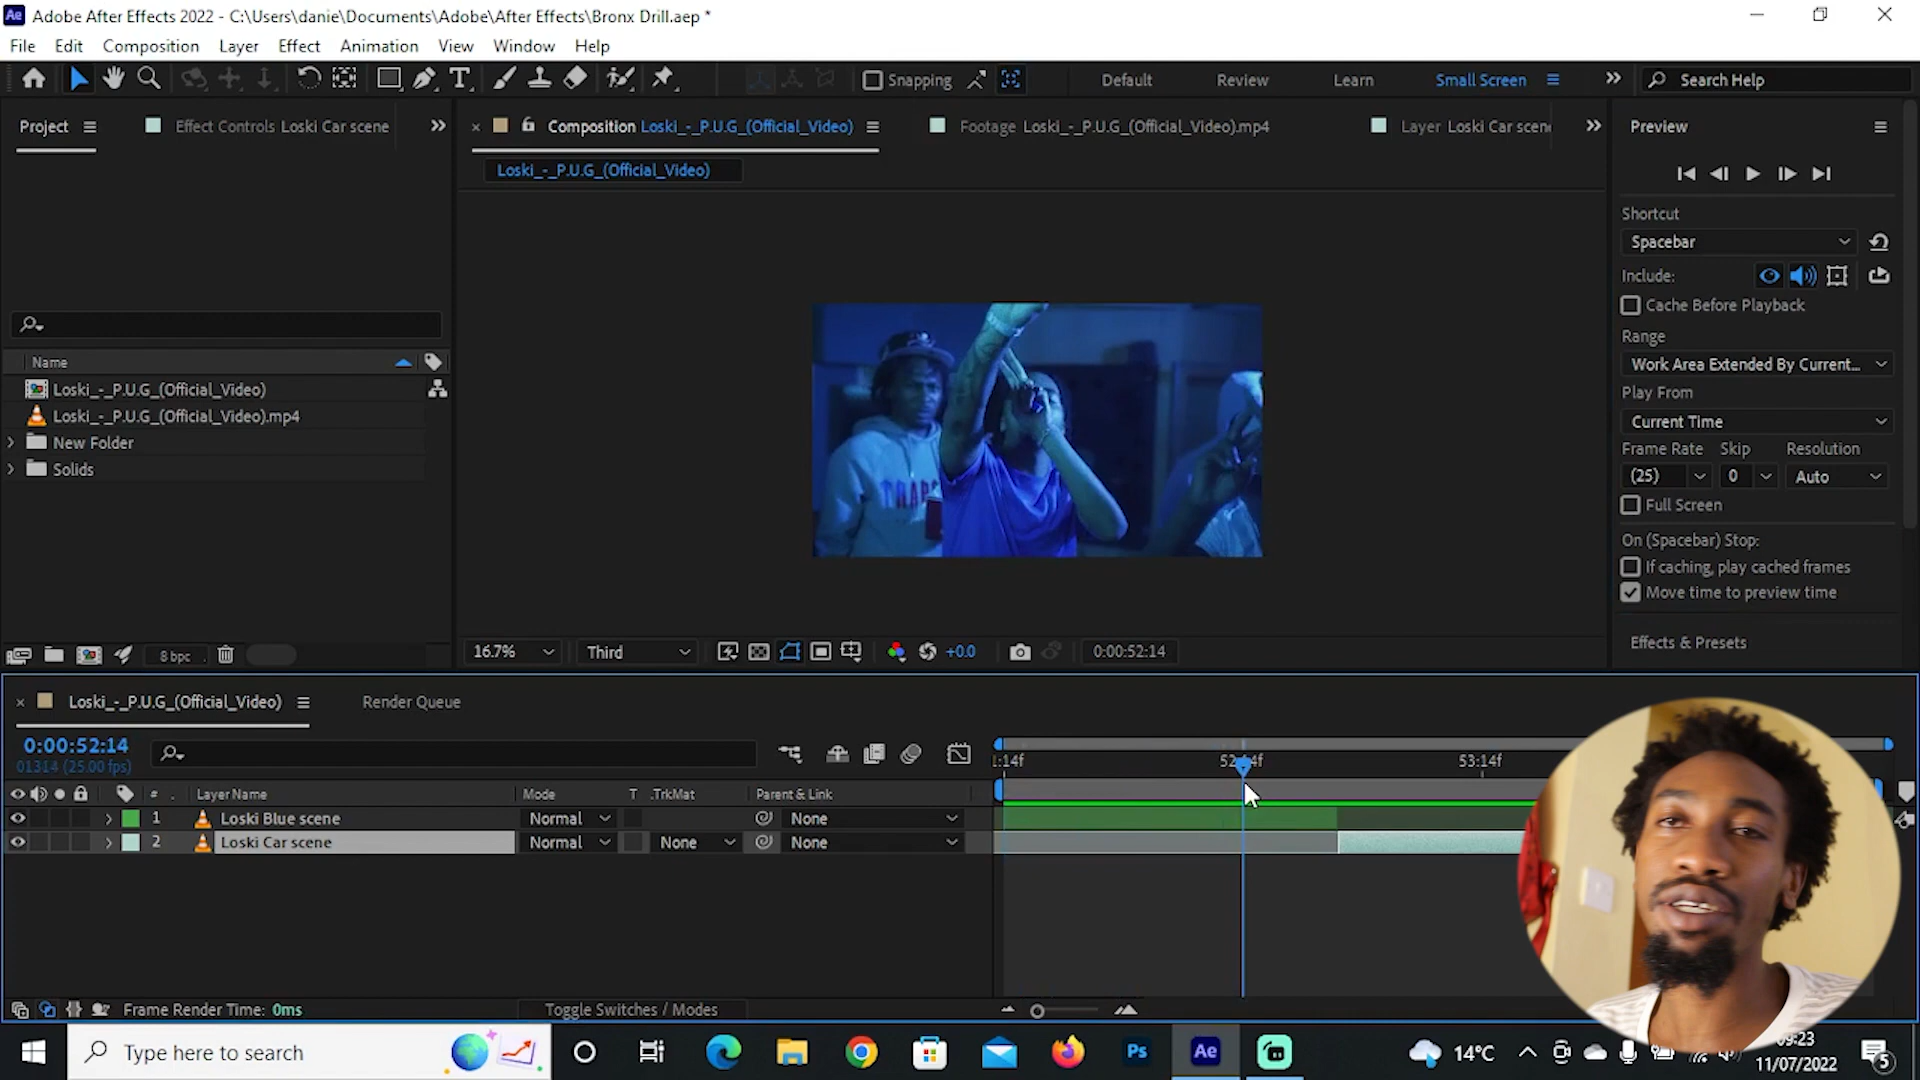 Adobe After Effects 2022 - C:\Users\danie\Documents\Adobe\After Effects\Bronx Drill.aep *
File Edit Composition Layer Effect Animation View Window Help
Snapping Default Review Learn Small Screen Search Help
Project Effect Controls Loski Car scene
Composition Loski_-_P.U.G_(Official_Video) Footage Loski_-_P.U.G_(Official_Video).mp4 Layer Loski Car scen
Loski_-_P.U.G_(Official_Video)
Preview
Shortcut
Spacebar
Include:
Cache Before Playback
Range
Work Area Extended By Current...
Play From
Current Time
Frame Rate Skip Resolution
(25) 0 Auto
Full Screen
On (Spacebar) Stop:
If caching, play cached frames
Move time to preview time
Effects & Presets
Name
Loski_-_P.U.G_(Official_Video)
Loski_-_P.U.G_(Official_Video).mp4
New Folder
Solids
8 bpc
TRAPS
16.7% Third +0.0 0:00:52:14
Loski_-_P.U.G_(Official_Video) Render Queue
0:00:52:14
01314 (25.00 fps)
:14f 53:14f
# . Layer Name Mode T .TrkMat Parent & Link
1 Loski Blue scene Normal None
2 Loski Car scene Normal None None
Frame Render Time: 0ms Toggle Switches / Modes
Type here to search Ps Ae 14°C
09:23
11/07/2022
5